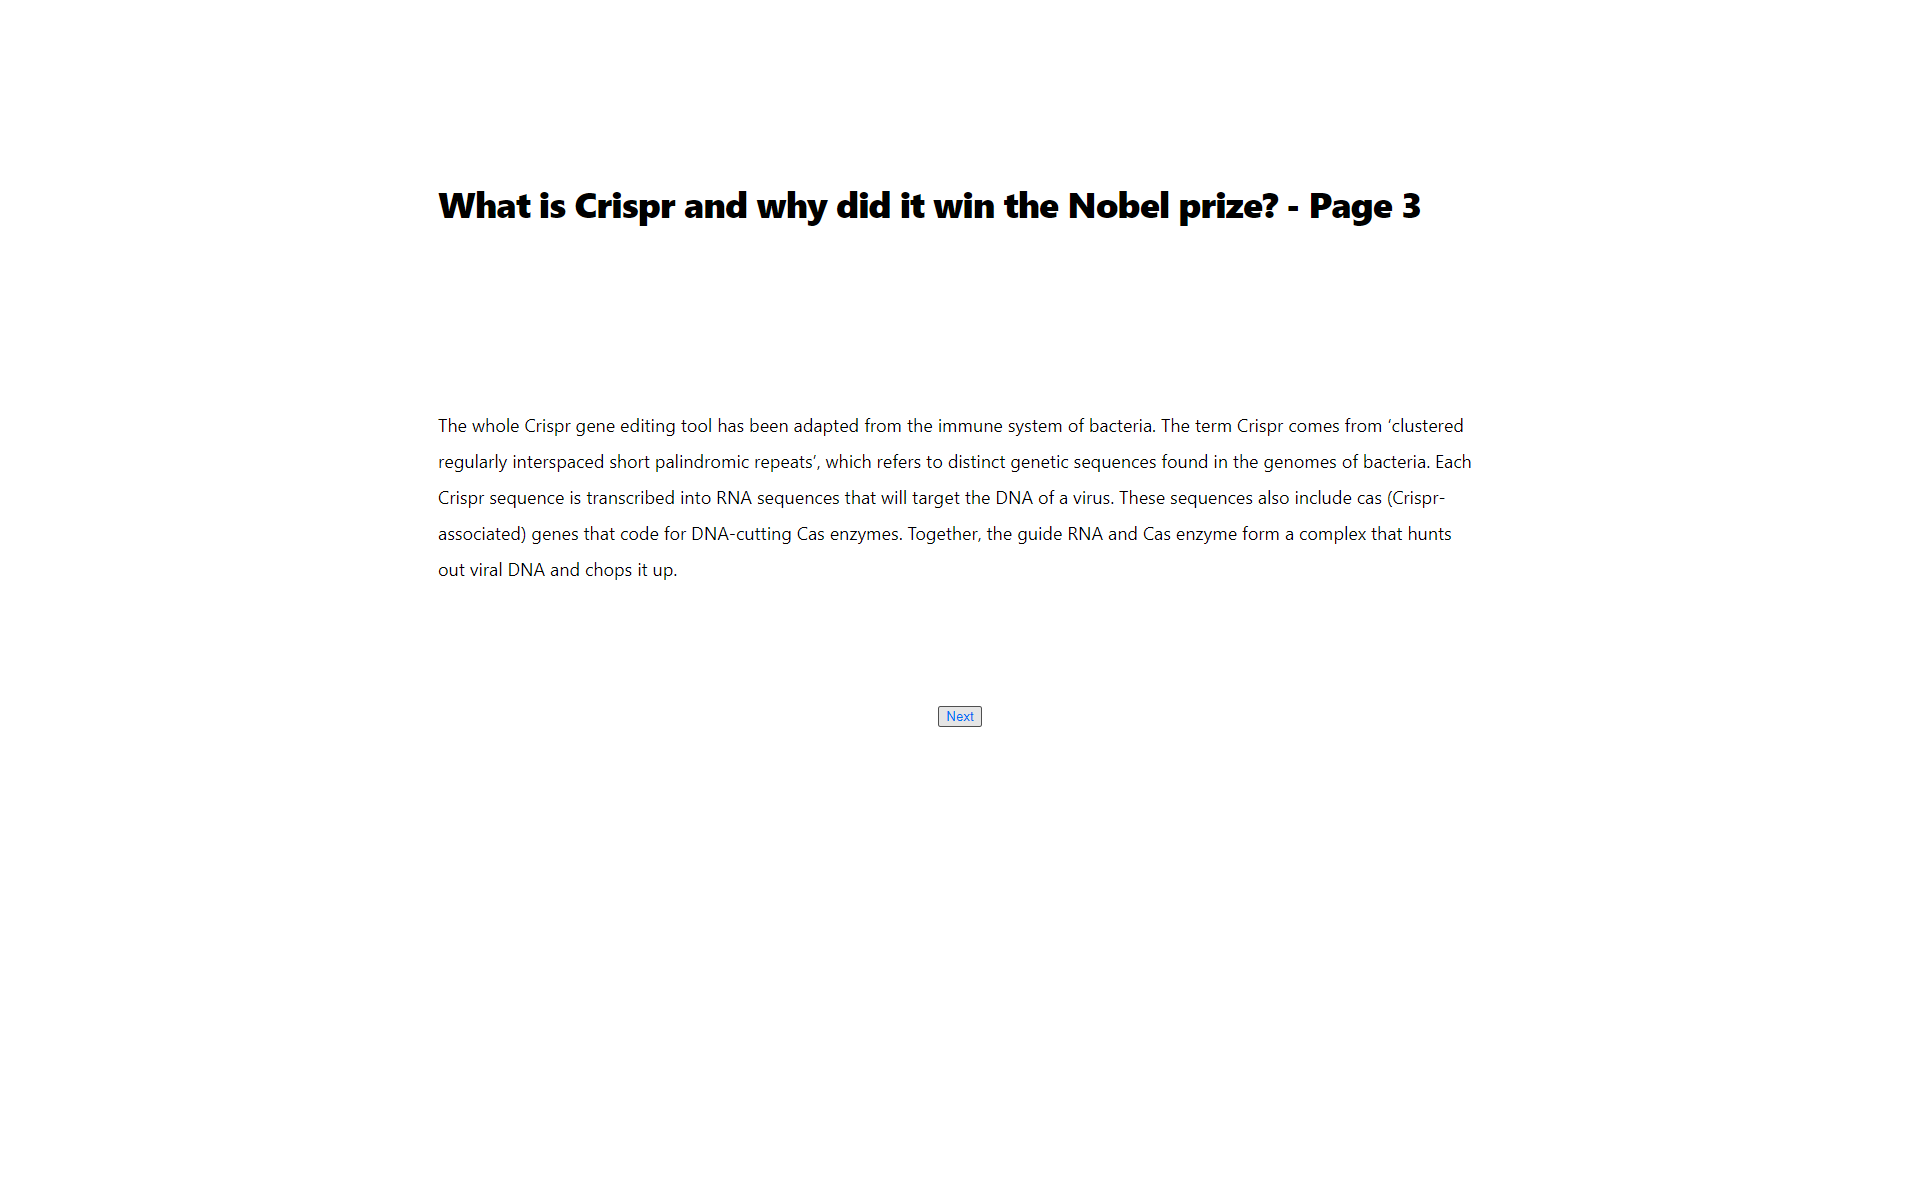 What is Crispr and why did it win the Nobel prize? - Page 3
The whole Crispr gene editing tool has been adapted from the immune system of bacteria. The term Crispr comes from ‘clustered
regularly interspaced short palindromic repeats’, which refers to distinct genetic sequences found in the genomes of bacteria. Each
Crispr sequence is transcribed into RNA sequences that will target the DNA of a virus. These sequences also include cas (Crispr-
associated) genes that code for DNA-cutting Cas enzymes. Together, the guide RNA and Cas enzyme form a complex that hunts
out viral DNA and chops it up.
Next